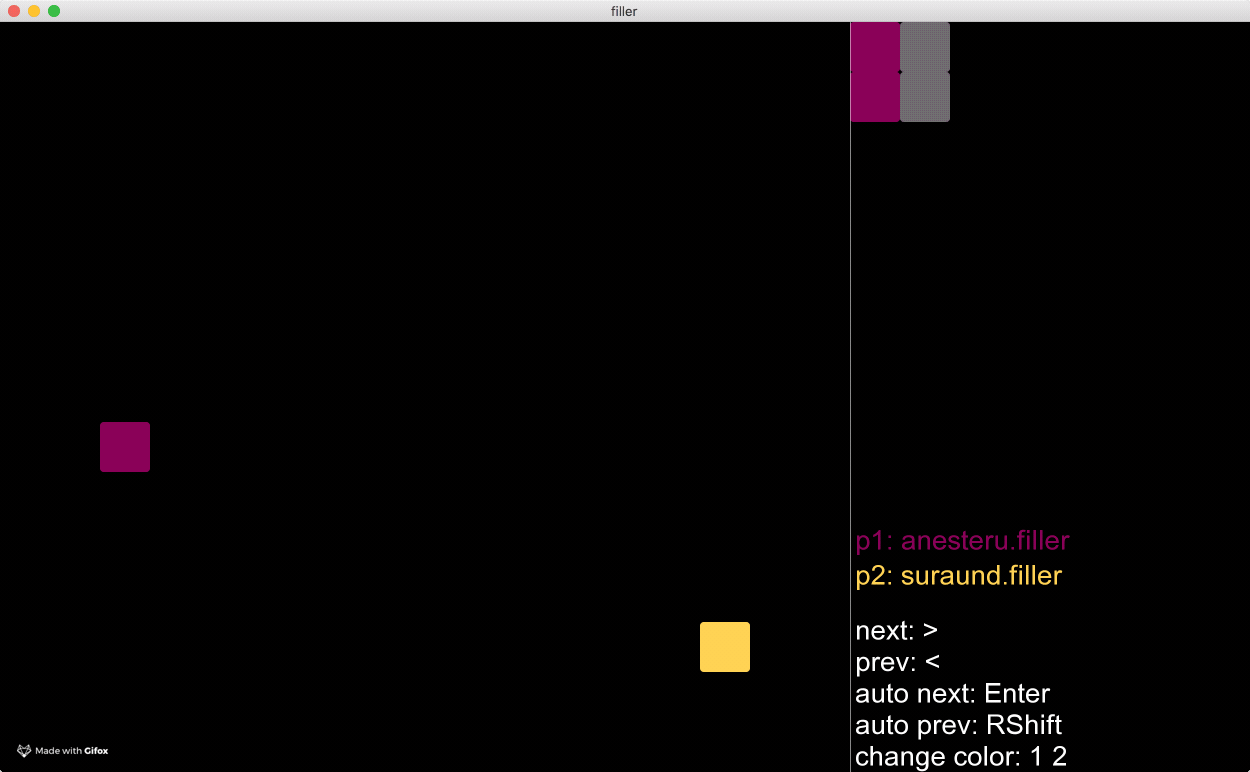 filler
p1: anesteru.filler
p2: suraund.filler
next: >
prev: <
auto next: Enter
auto prev: RShift
change color: 1 2
Made with Gifox